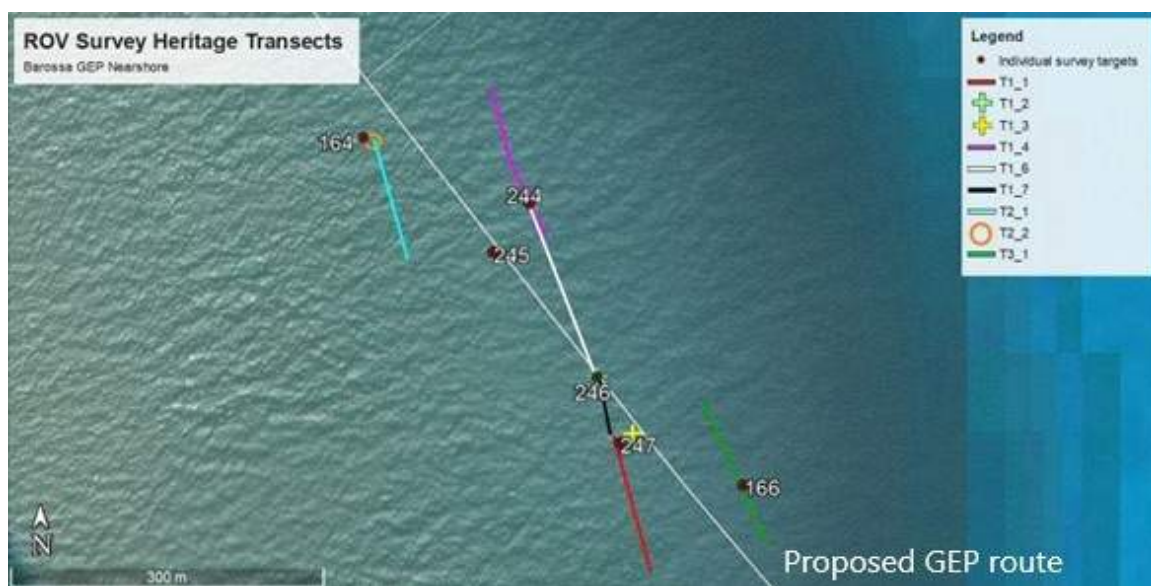 ROV Survey Heritage Transects
Barossa GEP Nearshore
Legend
Individual survey targets
T1_1
T1_2
T1_3
T1_4
T1_6
T1_7
T2_1
T2_2
T3_1
164
244
245
246
247
166
N
300 m
Proposed GEP route